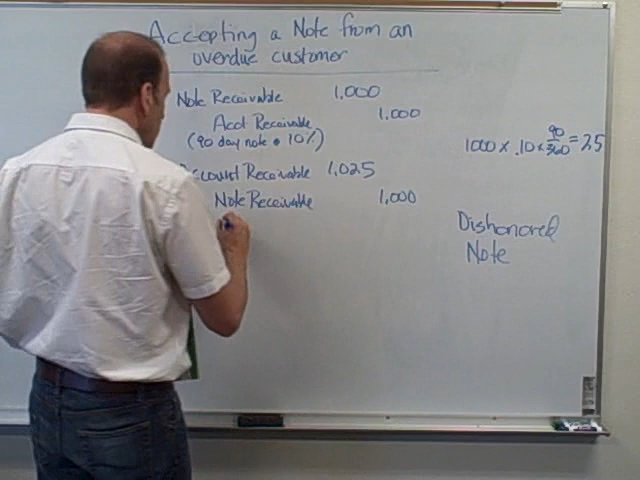 Accepting a Note from an
overdue customer
Note Receivable 1,000
Acct Receivable 1,000
(90 day note @ 10%)
Account Receivable 1,025
Note Receivable 1,000
1000 x .10 x 90/360 = 25
Dishonored
Note